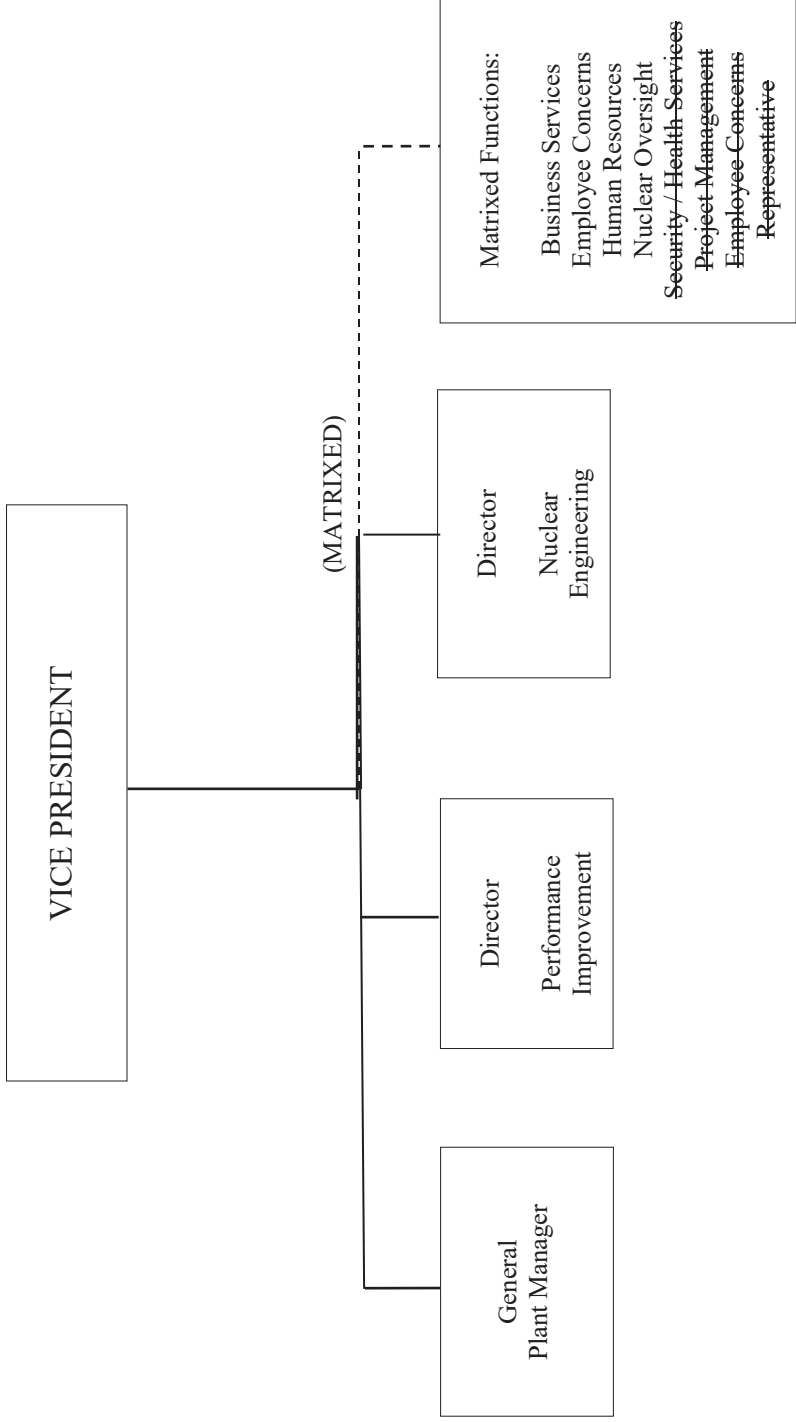 VICE PRESIDENT
(MATRIXED)
General
Plant Manager
Director
Performance
Improvement
Director
Nuclear
Engineering
Matrixed Functions:
Business Services
Employee Concerns
Human Resources
Nuclear Oversight
Security / Health Services
Project Management
Employee Concerns
Representative